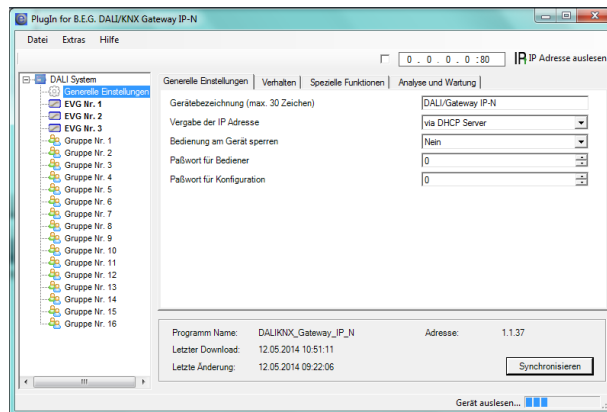 PlugIn for B.E.G. DALI/KNX Gateway IP-N
Datei Extras Hilfe
0 . 0 . 0 . 0 :80 IP IP Adresse auslesen
DALI System
Generelle Einstellungen
EVG Nr. 1
EVG Nr. 2
EVG Nr. 3
Gruppe Nr. 1
Gruppe Nr. 2
Gruppe Nr. 3
Gruppe Nr. 4
Gruppe Nr. 5
Gruppe Nr. 6
Gruppe Nr. 7
Gruppe Nr. 8
Gruppe Nr. 9
Gruppe Nr. 10
Gruppe Nr. 11
Gruppe Nr. 12
Gruppe Nr. 13
Gruppe Nr. 14
Gruppe Nr. 15
Gruppe Nr. 16
Generelle Einstellungen Verhalten Spezielle Funktionen Analyse und Wartung
Gerätebezeichnung (max. 30 Zeichen) DALI/Gateway IP-N
Vergabe der IP Adresse via DHCP Server
Bedienung am Gerät sperren Nein
Paßwort für Bediener 0
Paßwort für Konfiguration 0
Programm Name: DALIKNX_Gateway_IP_N Adresse: 1.1.37
Letzter Download: 12.05.2014 10:51:11
Letzte Änderung: 12.05.2014 09:22:06 Synchronisieren
Gerät auslesen...